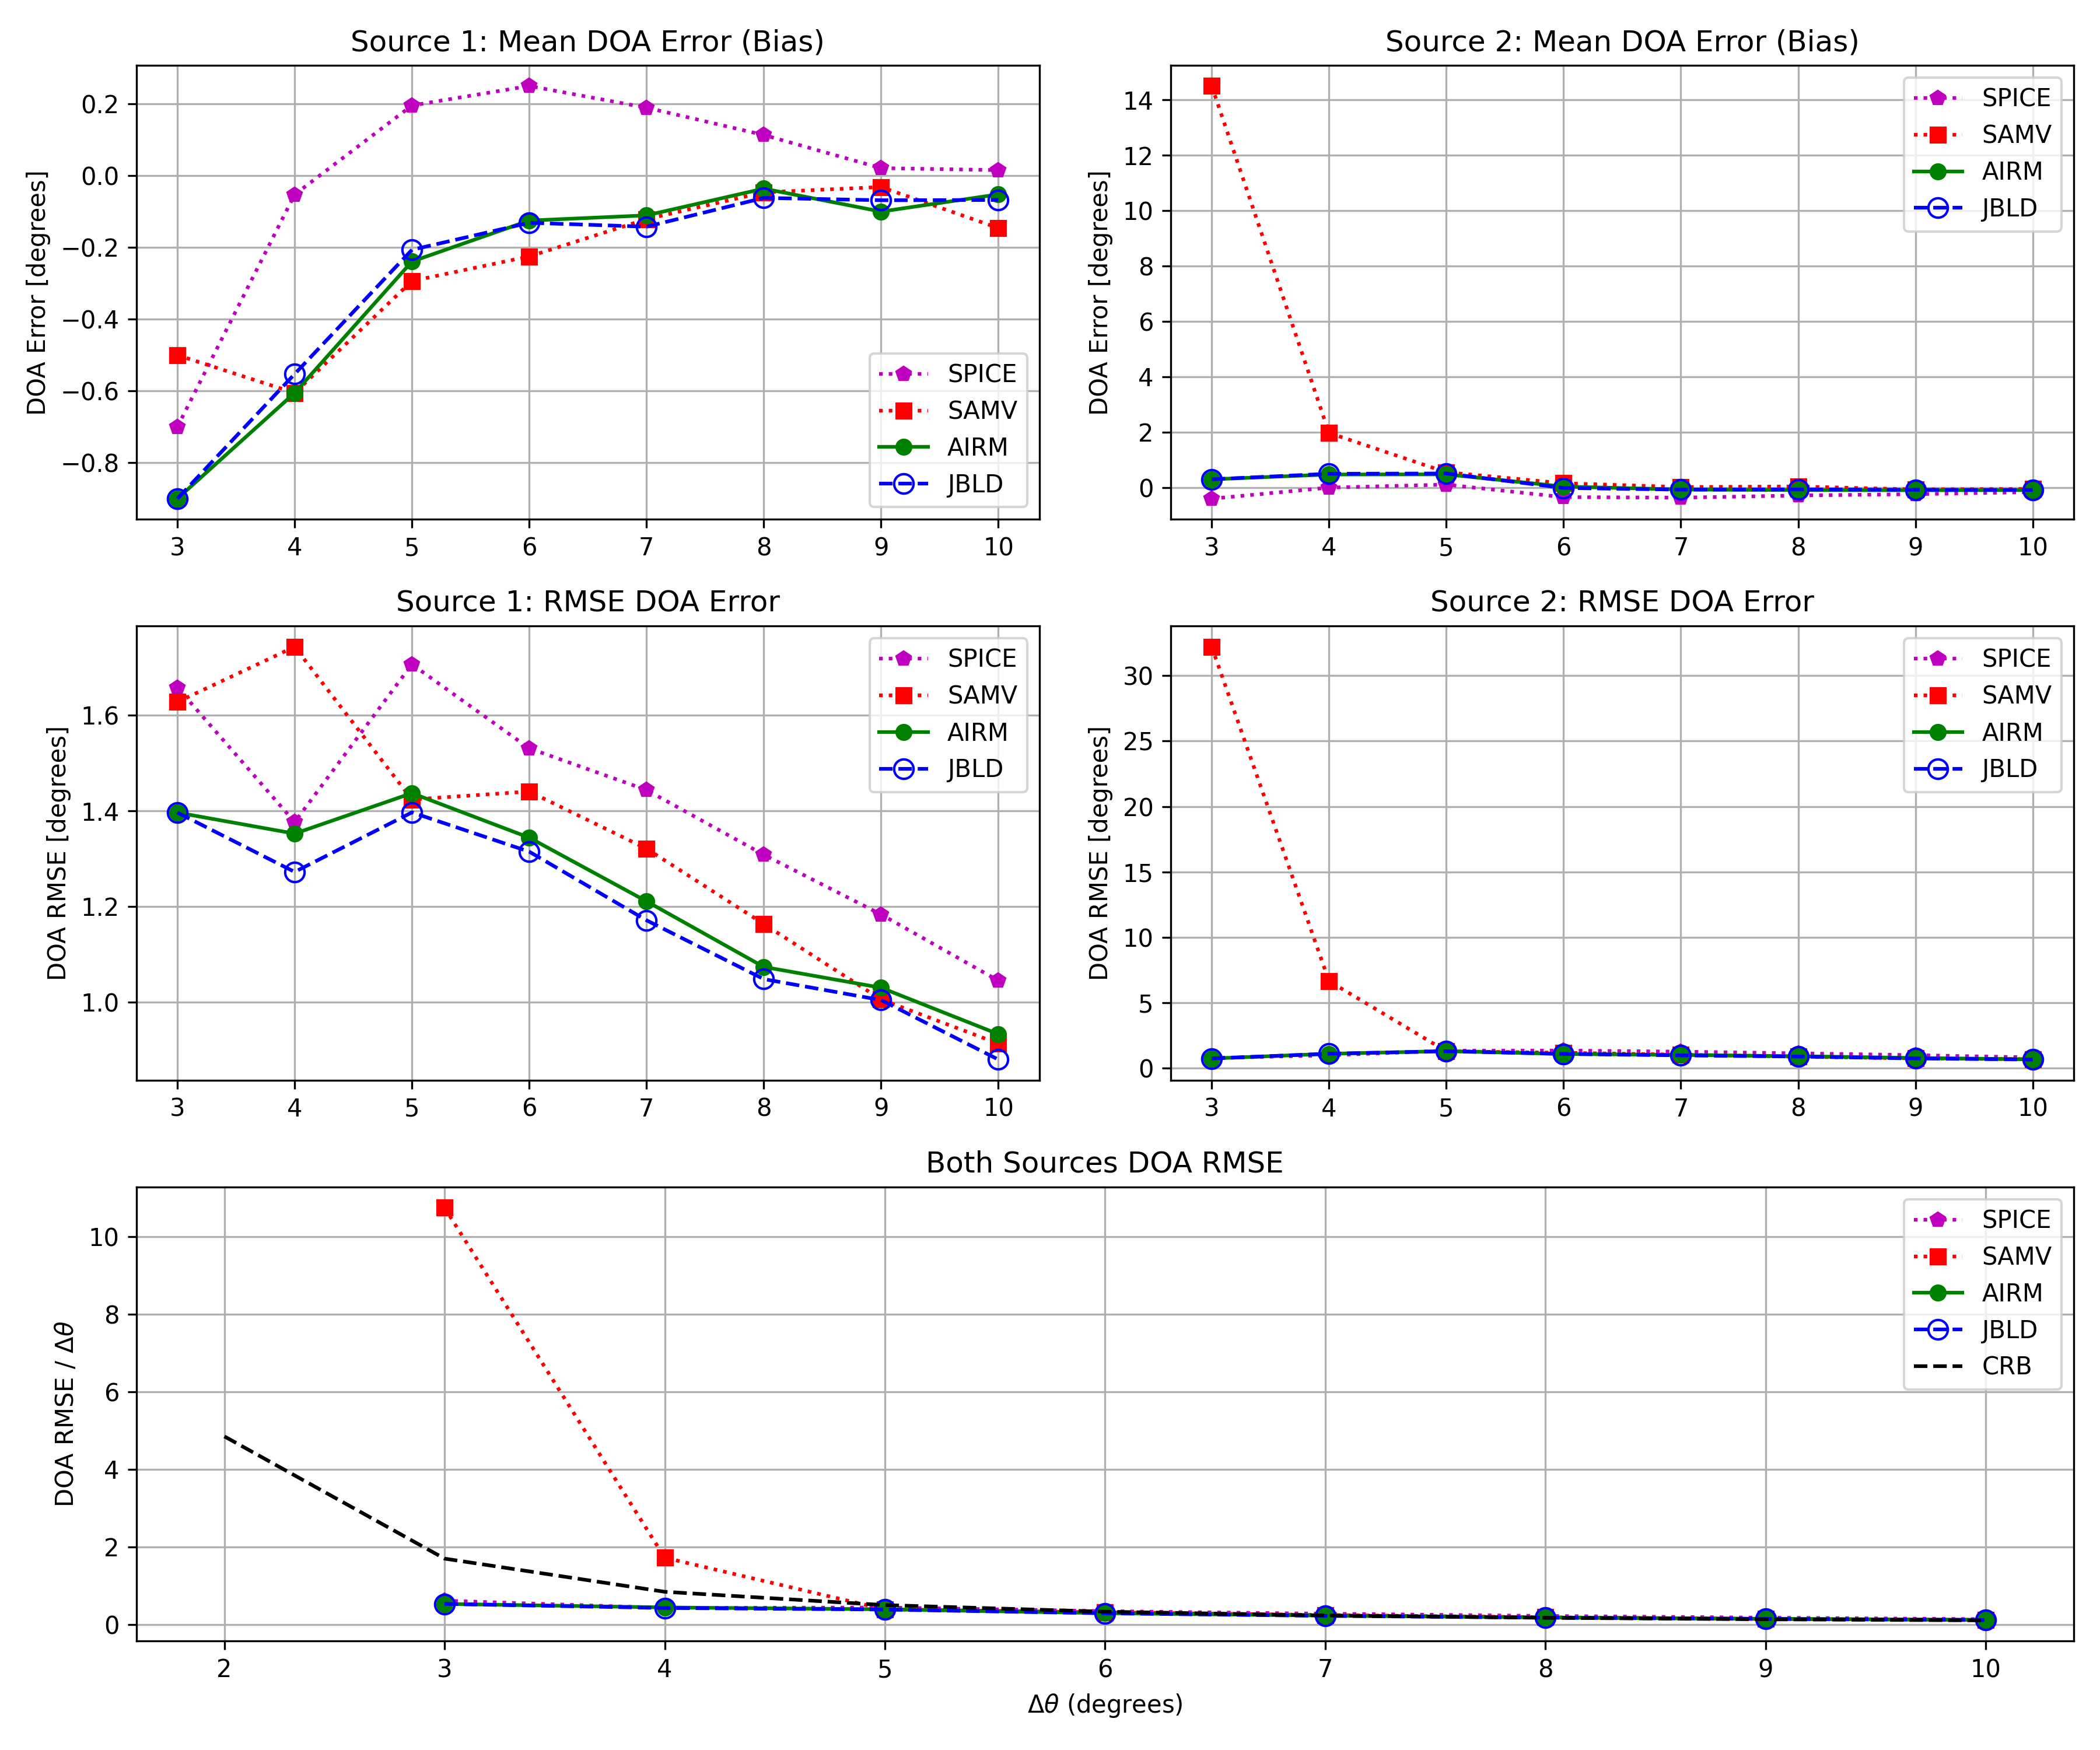 Source 1: Mean DOA Error (Bias)
DOA Error [degrees]
0.2
0.0
−0.2
−0.4
−0.6
−0.8
3 4 5 6 7 8 9 10
SPICE
SAMV
AIRM
JBLD
Source 2: Mean DOA Error (Bias)
DOA Error [degrees]
14
12
10
8
6
4
2
0
3 4 5 6 7 8 9 10
SPICE
SAMV
AIRM
JBLD
Source 1: RMSE DOA Error
DOA RMSE [degrees]
1.6
1.4
1.2
1.0
3 4 5 6 7 8 9 10
SPICE
SAMV
AIRM
JBLD
Source 2: RMSE DOA Error
DOA RMSE [degrees]
30
25
20
15
10
5
0
3 4 5 6 7 8 9 10
SPICE
SAMV
AIRM
JBLD
Both Sources DOA RMSE
DOA RMSE / Δθ
10
8
6
4
2
0
2 3 4 5 6 7 8 9 10
Δθ (degrees)
SPICE
SAMV
AIRM
JBLD
CRB